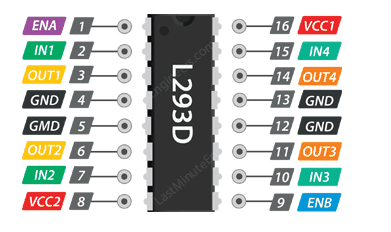 ENA 1 16 VCC1
IN1 2 15 IN4
OUT1 3 14 OUT4
GND 4 13 GND
GMD 5 12 GND
OUT2 6 11 OUT3
IN2 7 10 IN3
VCC2 8 9 ENB
L293D